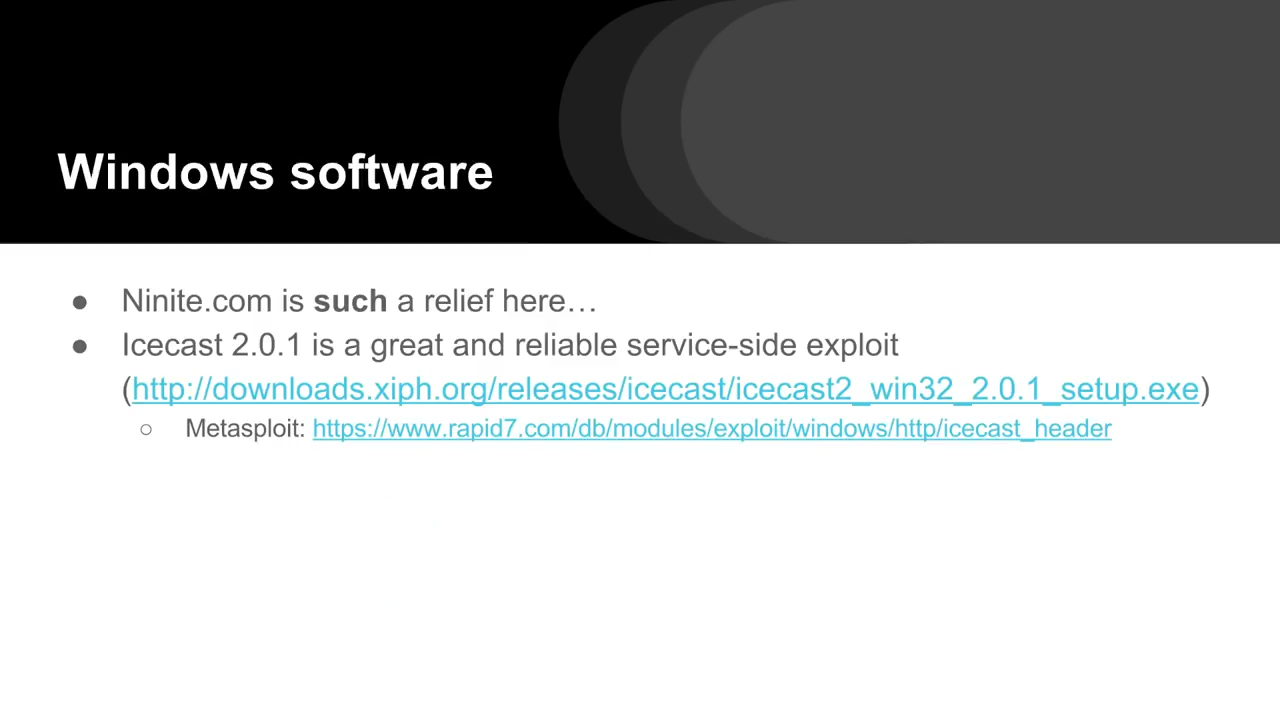 Windows software
● Ninite.com is such a relief here…
● Icecast 2.0.1 is a great and reliable service-side exploit
(http://downloads.xiph.org/releases/icecast/icecast2_win32_2.0.1_setup.exe)
○ Metasploit: https://www.rapid7.com/db/modules/exploit/windows/http/icecast_header